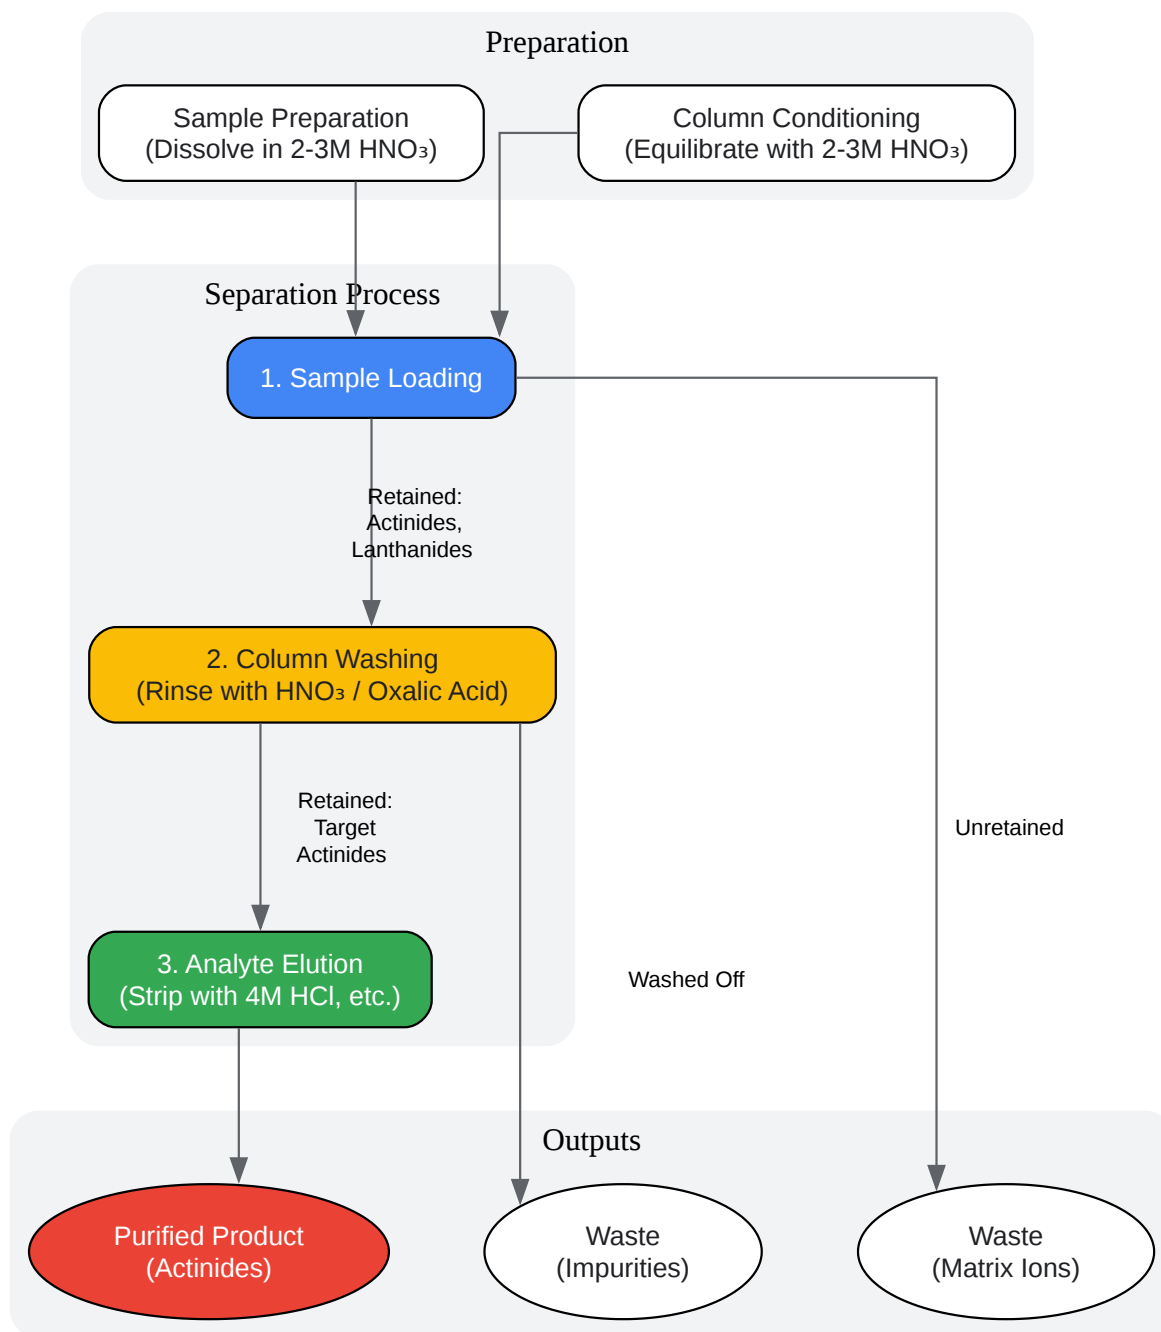 Preparation
Sample Preparation
(Dissolve in 2-3M HNO₃)
Column Conditioning
(Equilibrate with 2-3M HNO₃)
Separation Process
1. Sample Loading
Retained:
Actinides,
Lanthanides
2. Column Washing
(Rinse with HNO₃ / Oxalic Acid)
Retained:
Target
Actinides
Unretained
3. Analyte Elution
(Strip with 4M HCl, etc.)
Washed Off
Outputs
Purified Product
(Actinides)
Waste
(Impurities)
Waste
(Matrix Ions)